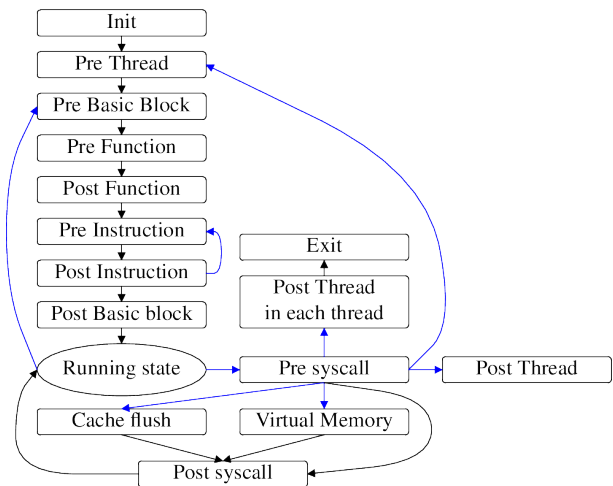 Init
Pre Thread
Pre Basic Block
Pre Function
Post Function
Pre Instruction
Exit
Post Instruction
Post Thread
in each thread
Post Basic block
Running state
Pre syscall
Post Thread
Cache flush
Virtual Memory
Post syscall